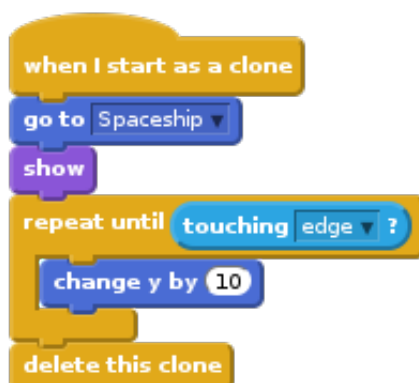 when I start as a clone
go to Spaceship
show
repeat until touching edge ?
change y by 10
delete this clone